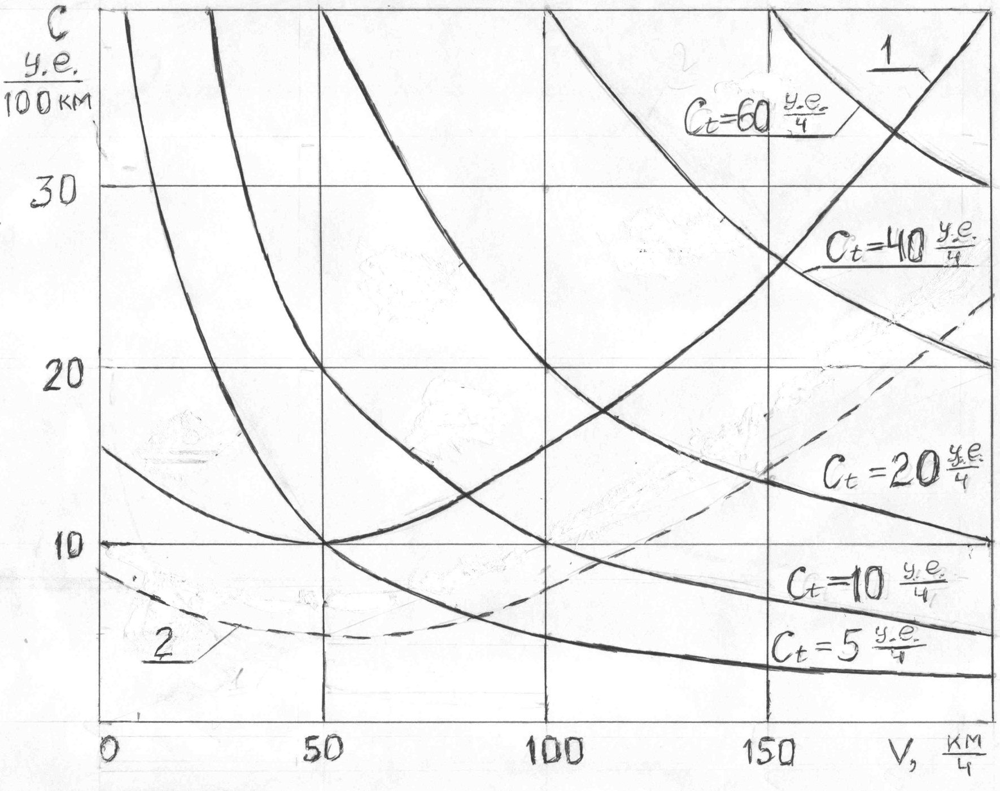 C
у.е.
100 км
1
Ct=60 у.е./ч
30
Ct=40 у.е./ч
20
Ct=20 у.е./ч
10
Ct=10 у.е./ч
Ct=5 у.е./ч
2
0 50 100 150 V, км/ч